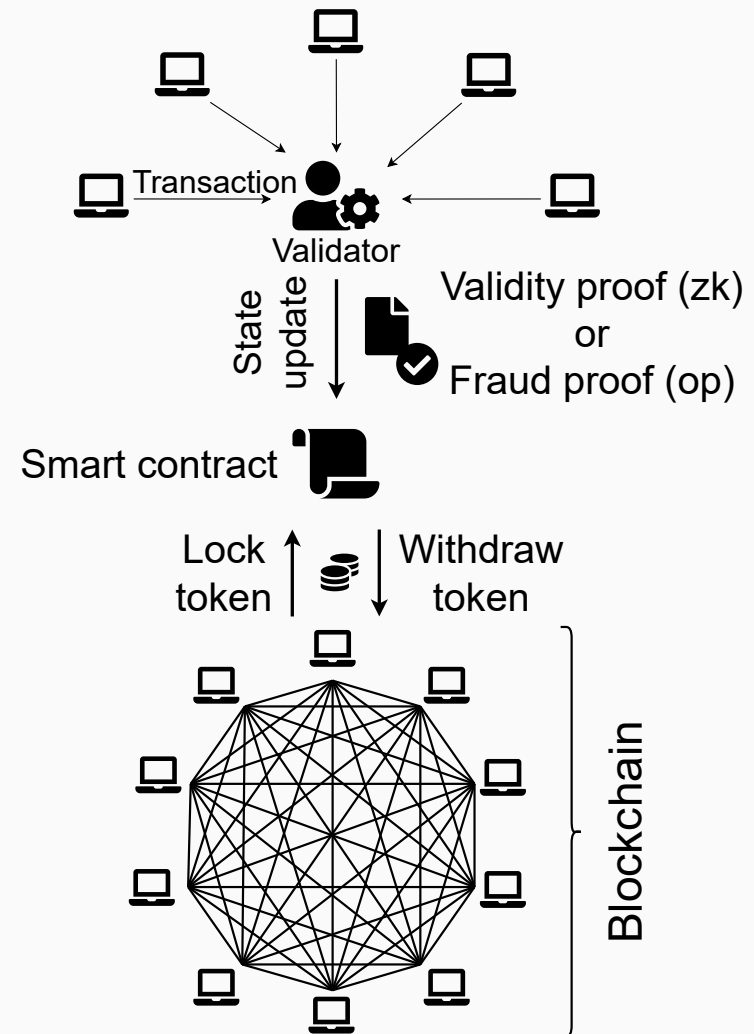 Transaction
Validator
State
update
Validity proof (zk)
or
Fraud proof (op)
Smart contract
Lock
token
Withdraw
token
Blockchain